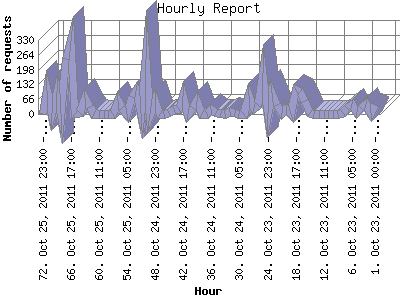 Hourly Report
Number of requests
330
264
198
132
66
0
72. Oct 25, 2011 23:00
66. Oct 25, 2011 17:00
60. Oct 25, 2011 11:00
54. Oct 25, 2011 05:00
48. Oct 24, 2011 23:00
42. Oct 24, 2011 17:00
36. Oct 24, 2011 11:00
30. Oct 24, 2011 05:00
24. Oct 23, 2011 23:00
18. Oct 23, 2011 17:00
12. Oct 23, 2011 11:00
6. Oct 23, 2011 05:00
1. Oct 23, 2011 00:00
Hour